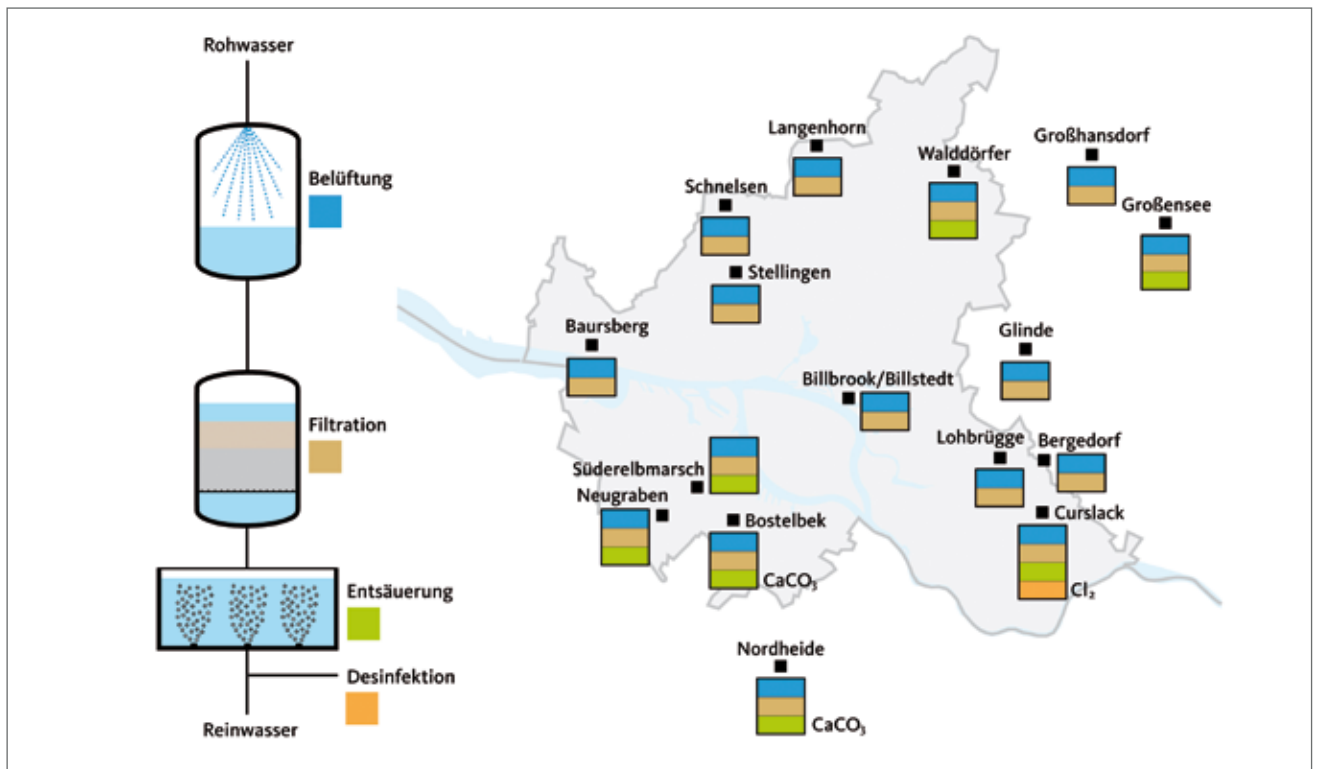 Rohwasser
Belüftung
Filtration
Entsäuerung
Desinfektion
Reinwasser
Langenhorn
Walddörfer
Großhansdorf
Schnelsen
Großensee
Stellingen
Baursberg
Glinde
Billbrook/Billstedt
Lohbrügge
Bergedorf
Süderelbmarsch
Neugraben
Bostelbek
CaCO₃
Curslack
Cl₂
Nordheide
CaCO₃